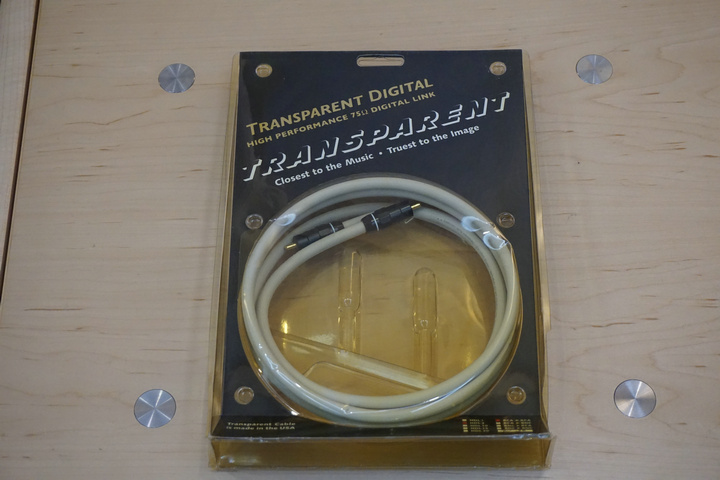 TRANSPARENT DIGITAL
HIGH PERFORMANCE 75Ω DIGITAL LINK
TRANSPARENT
Closest to the Music • Truest to the Image
Transparent Cable
is made in the USA